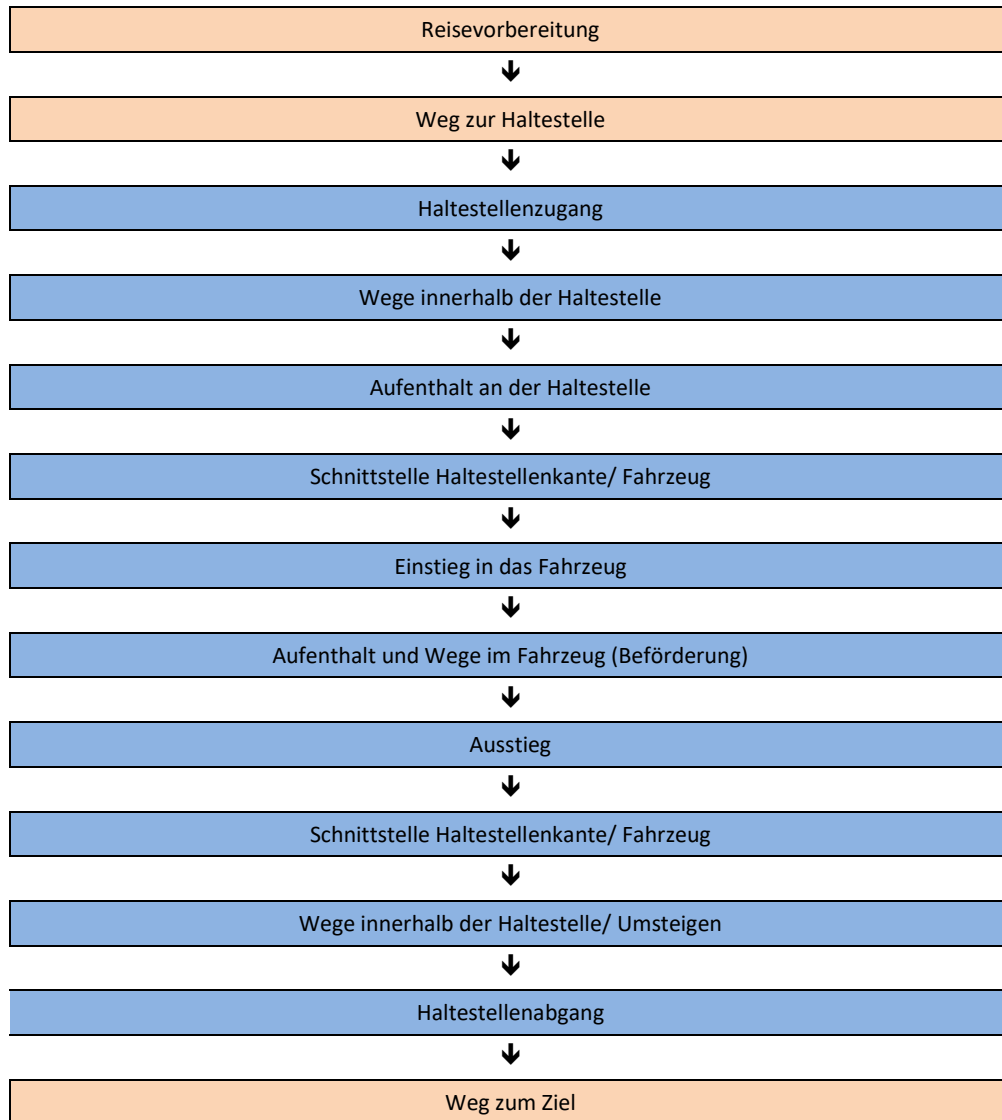 Reisevorbereitung
Weg zur Haltestelle
Haltestellenzugang
Wege innerhalb der Haltestelle
Aufenthalt an der Haltestelle
Schnittstelle Haltestellenkante/ Fahrzeug
Einstieg in das Fahrzeug
Aufenthalt und Wege im Fahrzeug (Beförderung)
Ausstieg
Schnittstelle Haltestellenkante/ Fahrzeug
Wege innerhalb der Haltestelle/ Umsteigen
Haltestellenabgang
Weg zum Ziel